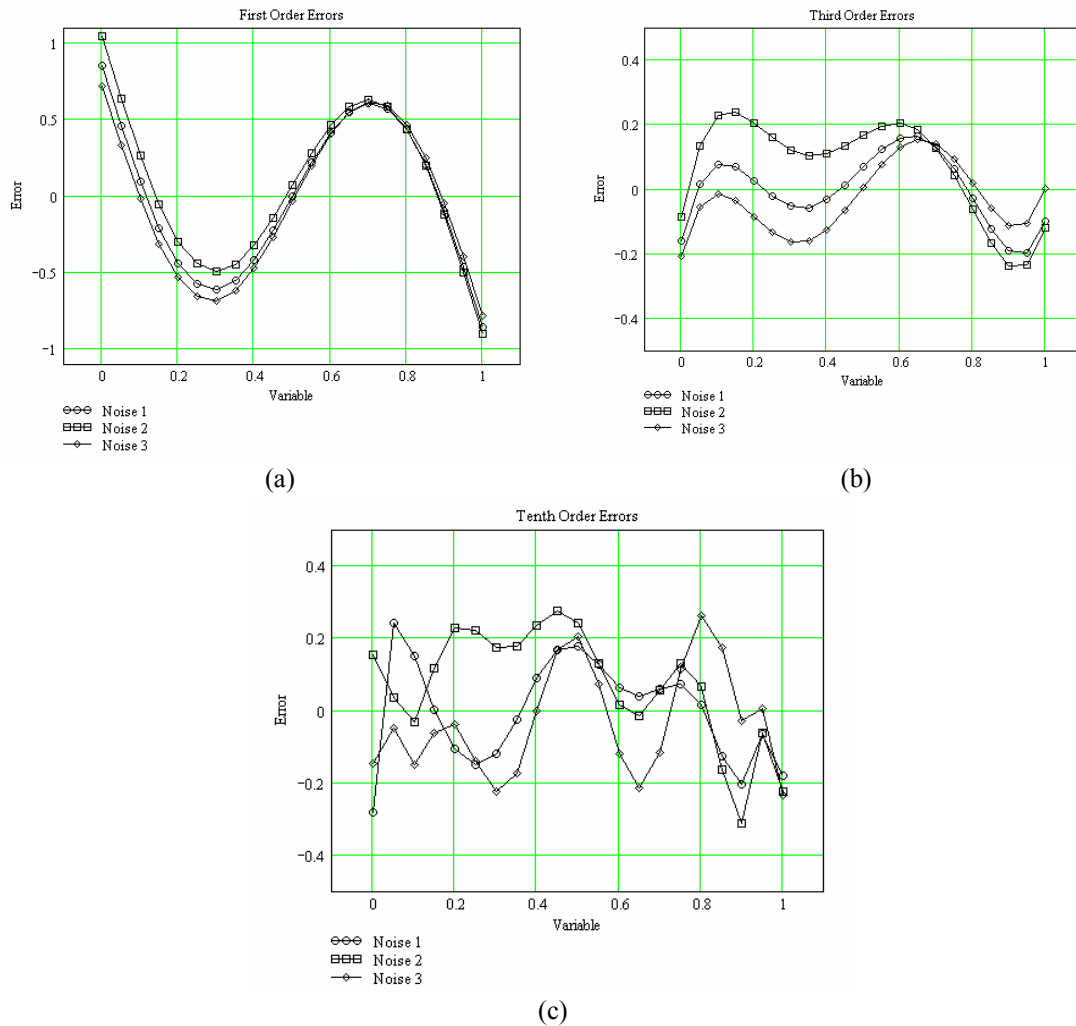 First Order Errors
1
0.5
0
−0.5
−1
Error
0
0.2
0.4
0.6
0.8
1
Variable
Noise 1
Noise 2
Noise 3
(a)
Third Order Errors
0.4
0.2
0
−0.2
−0.4
Error
0
0.2
0.4
0.6
0.8
1
Variable
Noise 1
Noise 2
Noise 3
(b)
Tenth Order Errors
0.4
0.2
0
−0.2
−0.4
Error
0
0.2
0.4
0.6
0.8
1
Variable
Noise 1
Noise 2
Noise 3
(c)